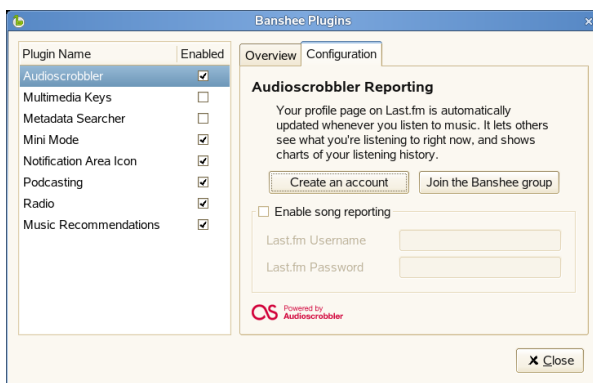 Banshee Plugins
Plugin Name Enabled
Audioscrobbler
Multimedia Keys
Metadata Searcher
Mini Mode
Notification Area Icon
Podcasting
Radio
Music Recommendations
Overview Configuration
Audioscrobbler Reporting
Your profile page on Last.fm is automatically
updated whenever you listen to music. It lets others
see what you're listening to right now, and shows
charts of your listening history.
Create an account Join the Banshee group
Enable song reporting
Last.fm Username
Last.fm Password
Powered by
Audioscrobbler
Close